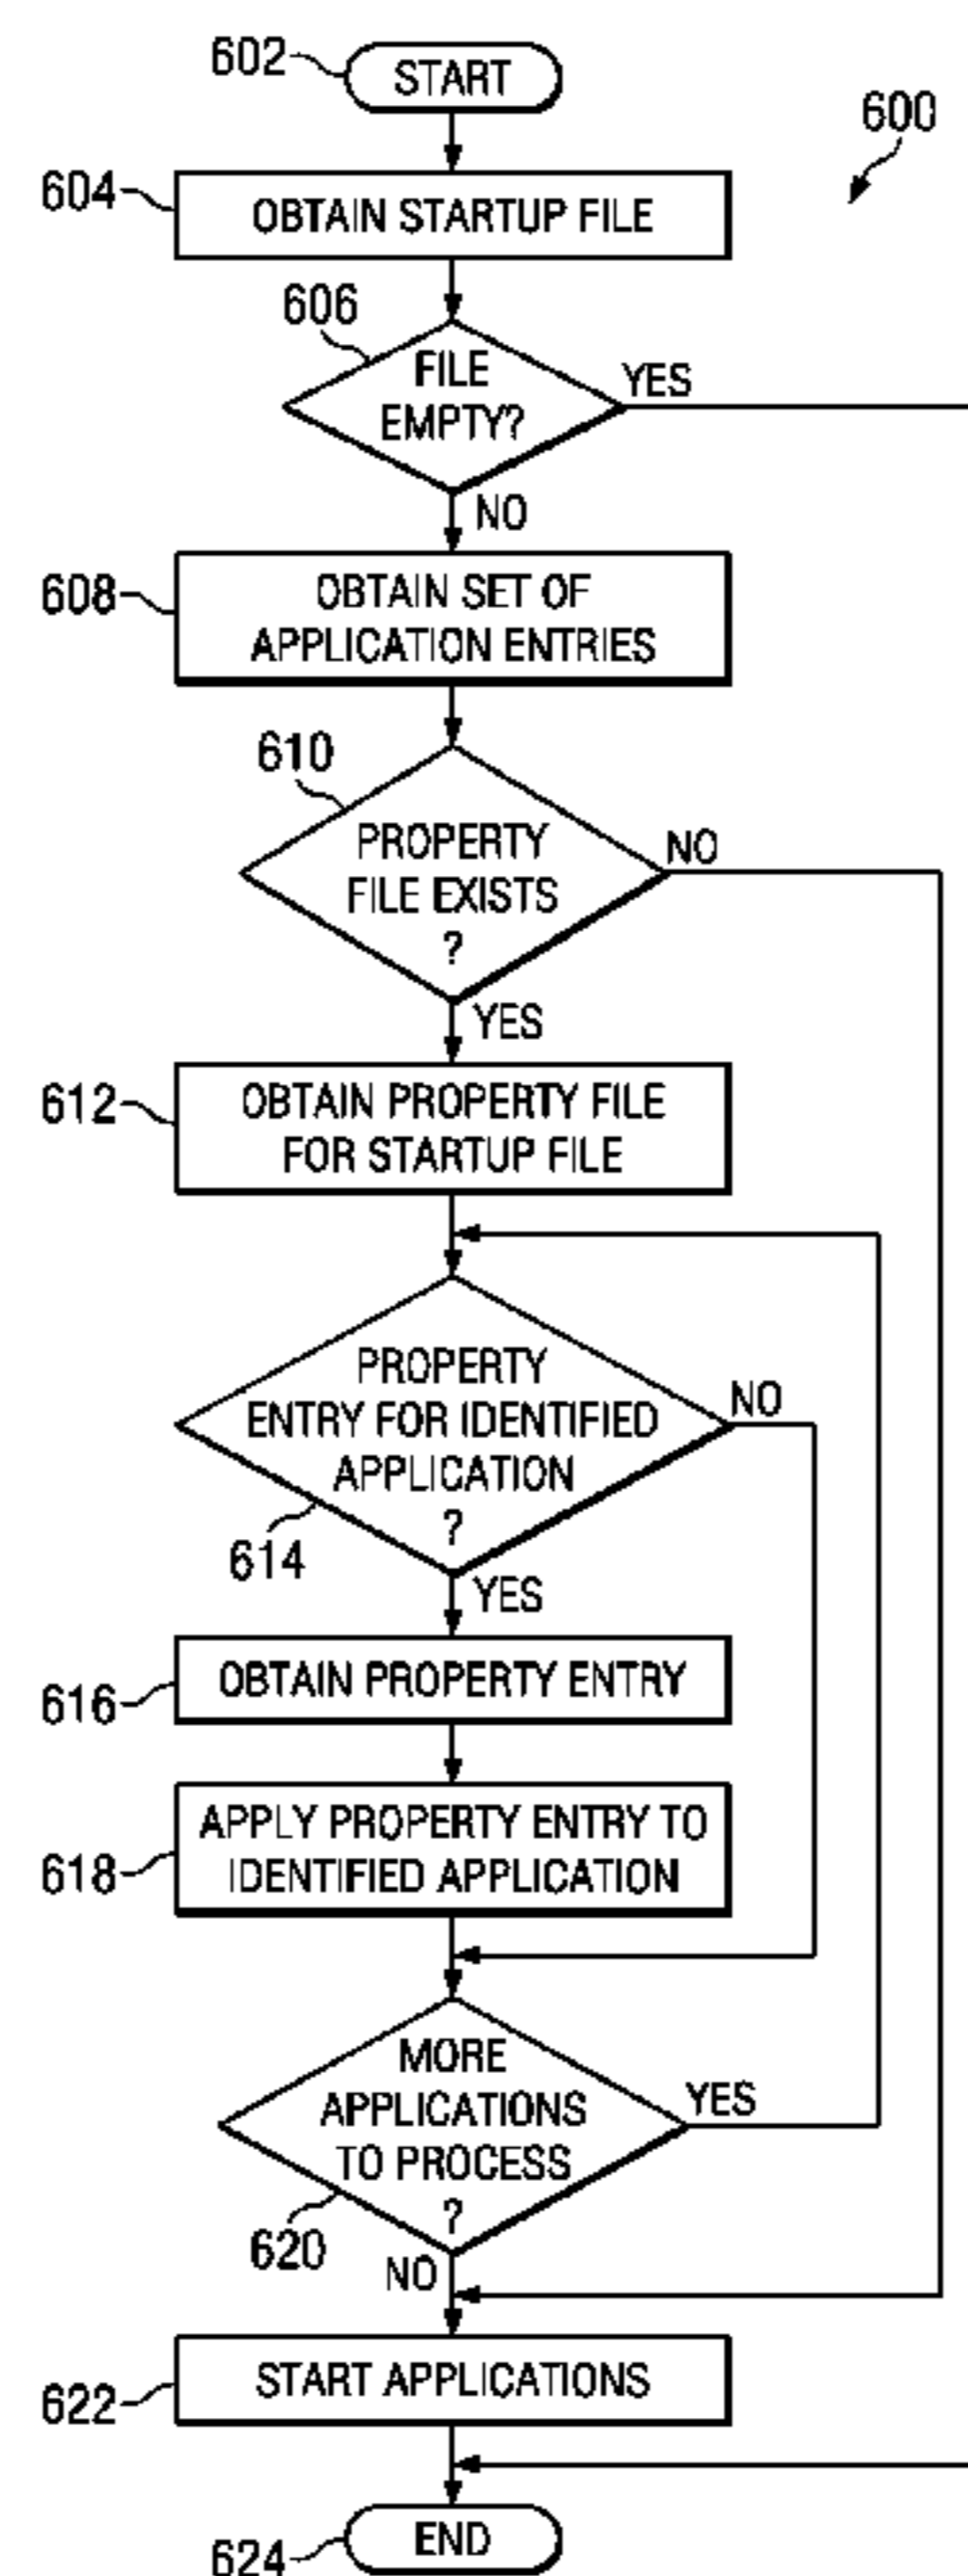 602
START
600
604
OBTAIN STARTUP FILE
606
FILE
EMPTY?
YES
NO
608
OBTAIN SET OF
APPLICATION ENTRIES
610
PROPERTY
FILE EXISTS
?
NO
YES
612
OBTAIN PROPERTY FILE
FOR STARTUP FILE
PROPERTY
ENTRY FOR IDENTIFIED
APPLICATION
?
NO
614
YES
616
OBTAIN PROPERTY ENTRY
618
APPLY PROPERTY ENTRY TO
IDENTIFIED APPLICATION
MORE
APPLICATIONS
TO PROCESS
?
YES
620
NO
622
START APPLICATIONS
624
END